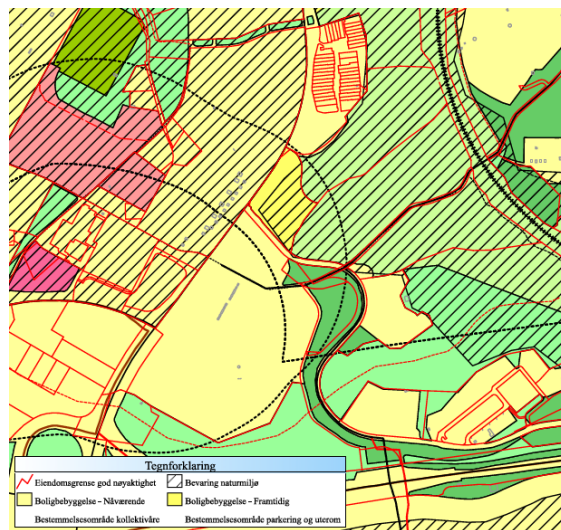 Tegnforklaring
Eiendomsgrense god nøyaktighet Bevaring naturmiljø
Boligbebyggelse - Nåværende Boligbebyggelse - Framtidig
Bestemmelsesområde kollektivåre Bestemmelsesområde parkering og uterom